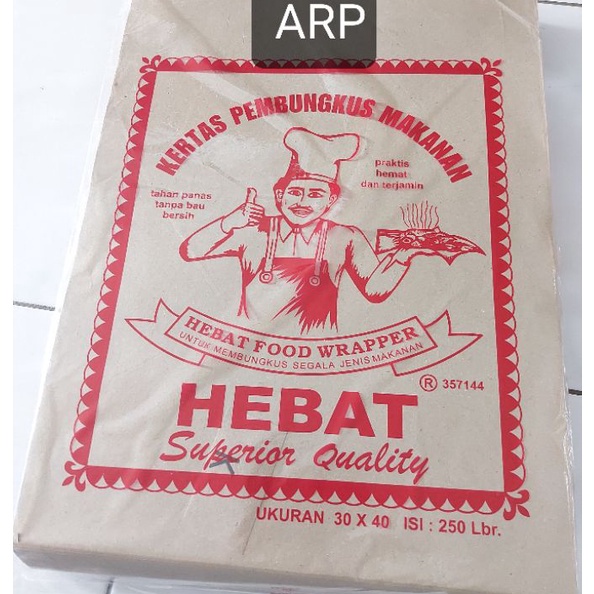 ARP
KERTAS PEMBUNGKUS MAKANAN
praktis
hemat
dan terjamin
tahan panas
tanpa bau
bersih
HEBAT FOOD WRAPPER
UNTUK MEMBUNGKUS SEGALA JENIS MAKANAN
® 357144
HEBAT
Superior Quality
UKURAN 30 X 40 ISI : 250 Lbr.